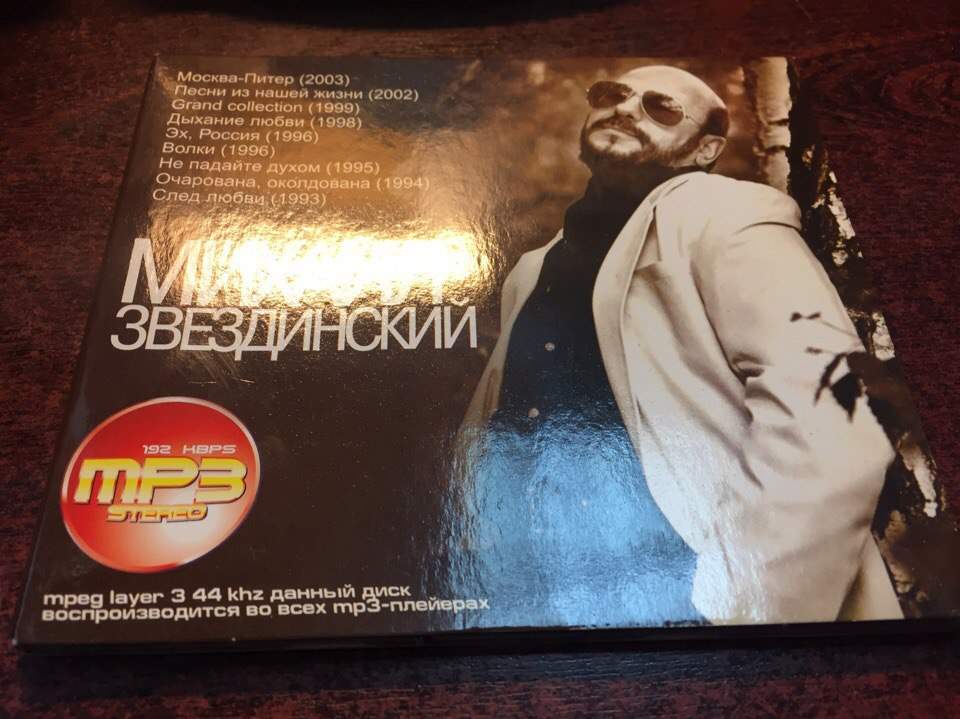 Москва-Питер (2003)
Песни из нашей жизни (2002)
Grand collection (1999)
Дыхание любви (1998)
Эх, Россия (1996)
Волки (1996)
Не падайте духом (1995)
Очарована, околдована (1994)
След любви (1993)
МИХАИЛ
ЗВЕЗДИНСКИЙ
192 KBPS
MP3
STEREO
mpeg layer 3 44 khz данный диск
воспроизводится во всех mp3-плейерах